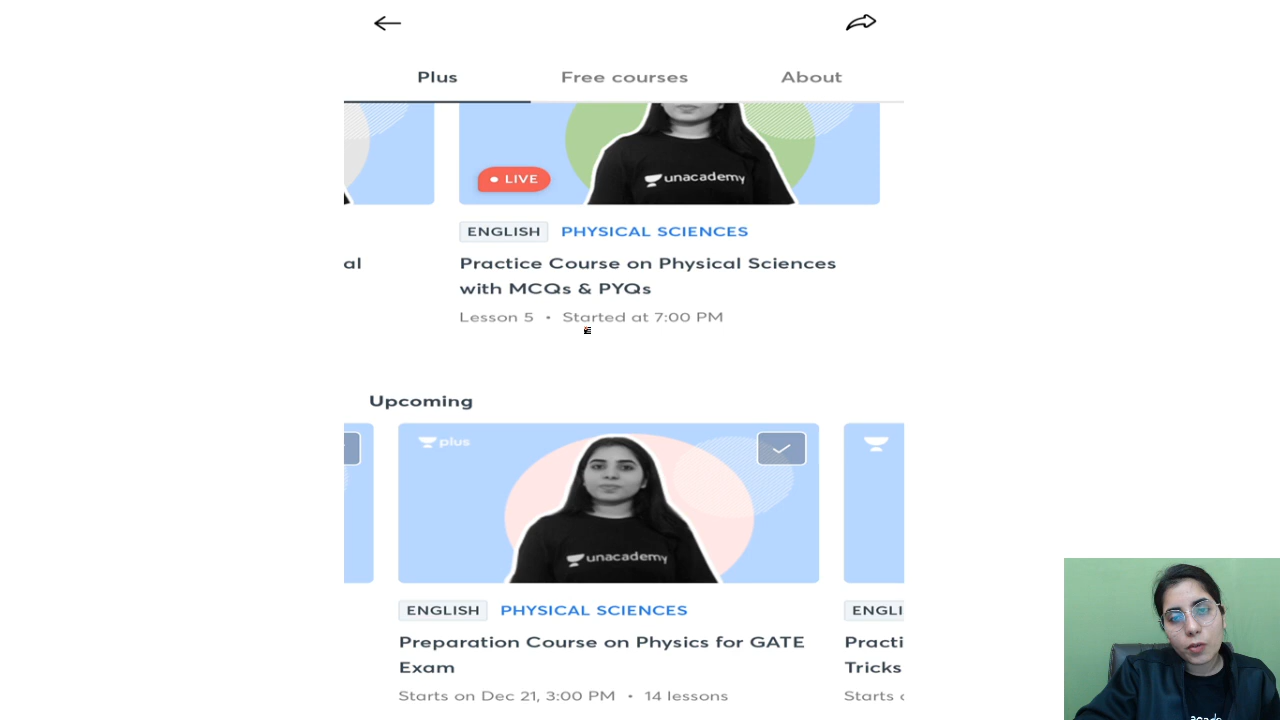 Plus Free courses About
LIVE
unacademy
ENGLISH PHYSICAL SCIENCES
al
Practice Course on Physical Sciences
with MCQs & PYQs
Lesson 5 • Started at 7:00 PM
Upcoming
plus
unacademy
ENGLISH PHYSICAL SCIENCES
Preparation Course on Physics for GATE
Exam
Starts on Dec 21, 3:00 PM • 14 lessons
ENGLI
Practi
Tricks
Starts